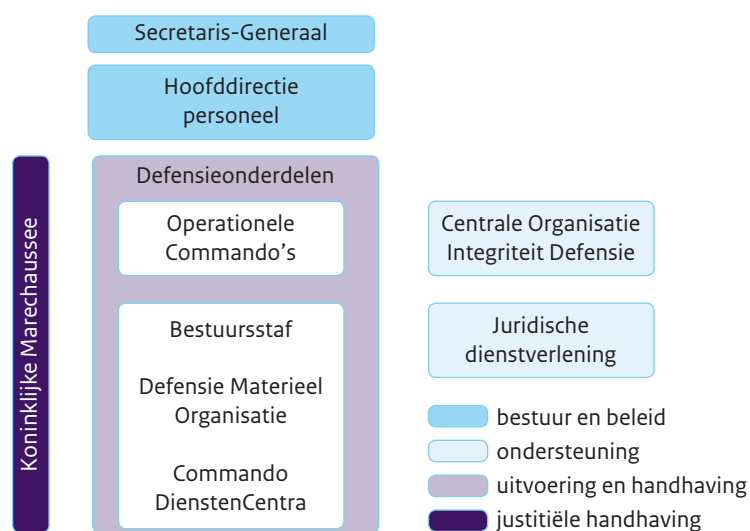 Secretaris-Generaal
Hoofddirectie
personeel
Koninklijke Marechaussee
Defensieonderdelen
Operationele
Commando's
Centrale Organisatie
Integriteit Defensie
Bestuursstaf
Defensie Materieel
Organisatie
Commando
DienstenCentra
Juridische
dienstverlening
bestuur en beleid
ondersteuning
uitvoering en handhaving
justitiële handhaving